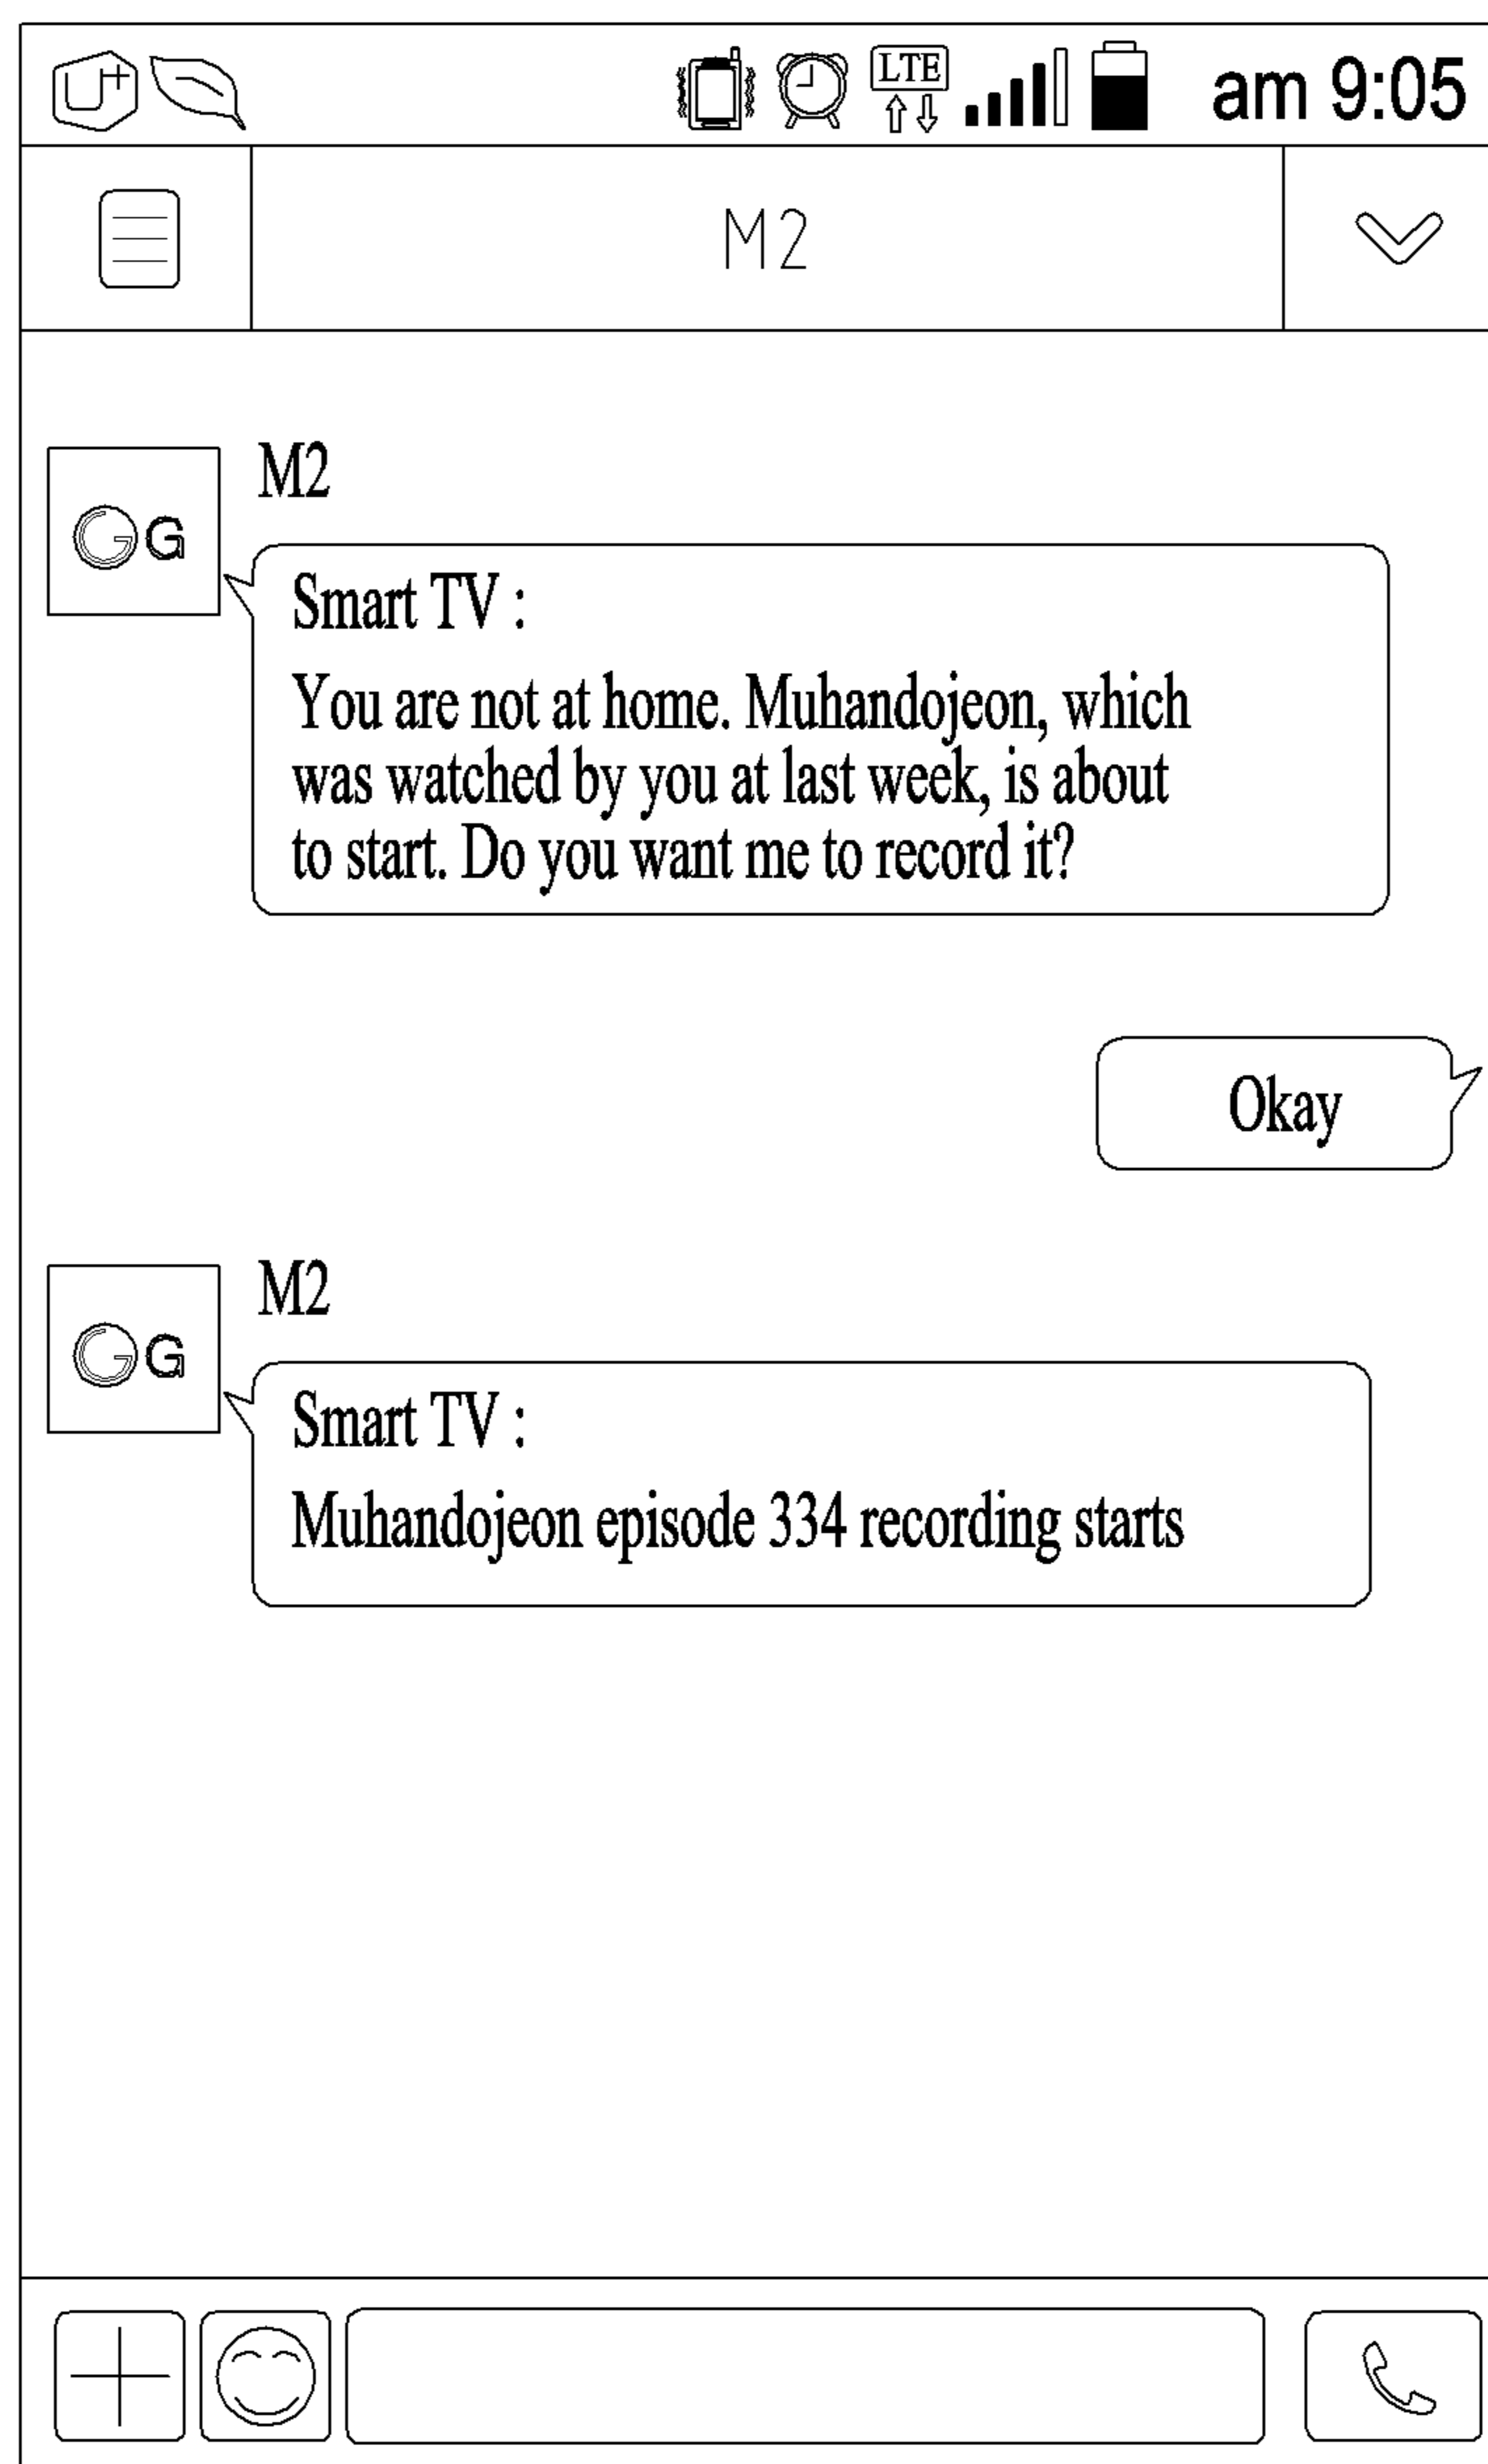 U+ LTE am 9:05
M2
M2
GG
Smart TV :
You are not at home. Muhandojeon, which
was watched by you at last week, is about
to start. Do you want me to record it?
Okay
M2
GG
Smart TV :
Muhandojeon episode 334 recording starts